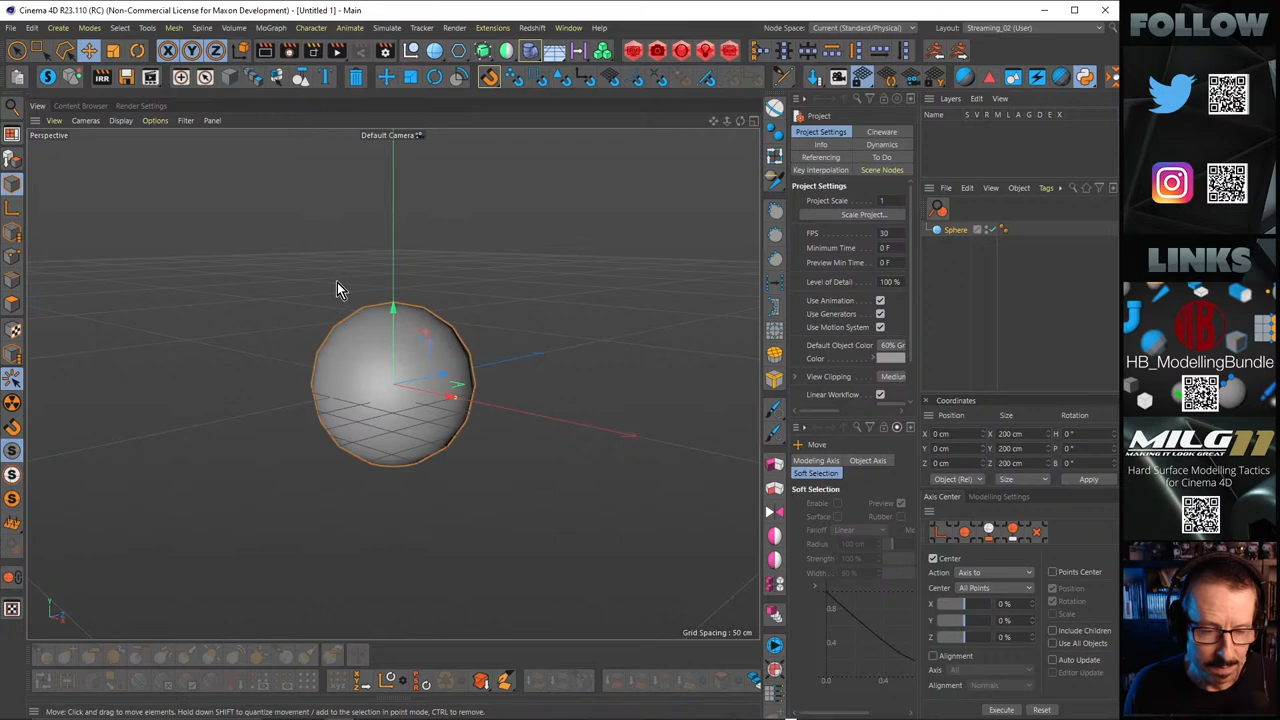 Cinema 4D R23.110 (RC) (Non-Commercial License for Maxon Development) - [Untitled 1] - Main
File Edit Create Modes Select Tools Mesh Spline Volume MoGraph Character Animate Simulate Tracker Render Extensions Redshift Window Help
Node Space: Current (Standard/Physical) Layout: Streaming_02 (User)
X Y Z
IRR
View Content Browser Render Settings
View Cameras Display Options Filter Panel
Perspective
Default Camera
Grid Spacing : 50 cm
Project
Project Settings Cineware
Info Dynamics
Referencing To Do
Key Interpolation Scene Nodes
Project Settings
Project Scale 1
Scale Project...
FPS 30
Minimum Time 0 F
Preview Min Time 0 F
Level of Detail 100 %
Use Animation
Use Generators
Use Motion System
Default Object Color 60% Gr
Color
View Clipping Medium
Linear Workflow
Move
Modeling Axis Object Axis
Soft Selection
Soft Selection
Enable Preview
Surface Rubber
Falloff Linear
Radius 100 cm
Strength 100 %
Width 50 %
0.8
0.4
0.0 0.4
Layers Edit View
Name S V R M L A G D E X
File Edit View Object Tags
Sphere
Coordinates
Position Size Rotation
X 0 cm X 200 cm H 0 °
Y 0 cm Y 200 cm P 0 °
Z 0 cm Z 200 cm B 0 °
Object (Rel) Size Apply
Axis Center Modeling Settings
Center
Action Axis to Points Center
Center All Points Position
X 0 % Rotation
Y 0 % Scale
Z 0 % Include Children
Use All Objects
Alignment
Axis All Auto Update
Alignment Normals Editor Update
Execute Reset
Move: Click and drag to move elements. Hold down SHIFT to quantize movement / add to the selection in point mode, CTRL to remove.
FOLLOW
LINKS
HB_ModellingBundle
MILG11
MAKING IT LOOK GREAT
Hard Surface Modelling Tactics
for Cinema 4D